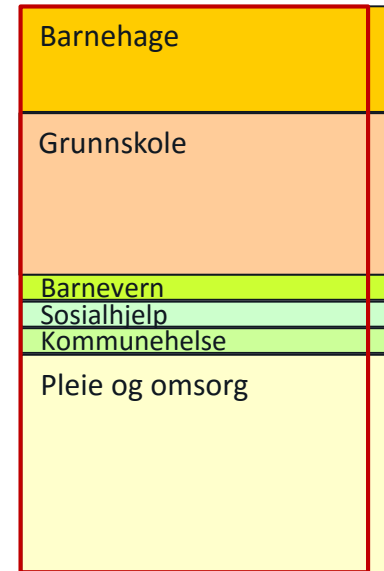 Barnehage
Grunnskole
Barnevern
Sosialhjelp
Kommunehelse
Pleie og omsorg